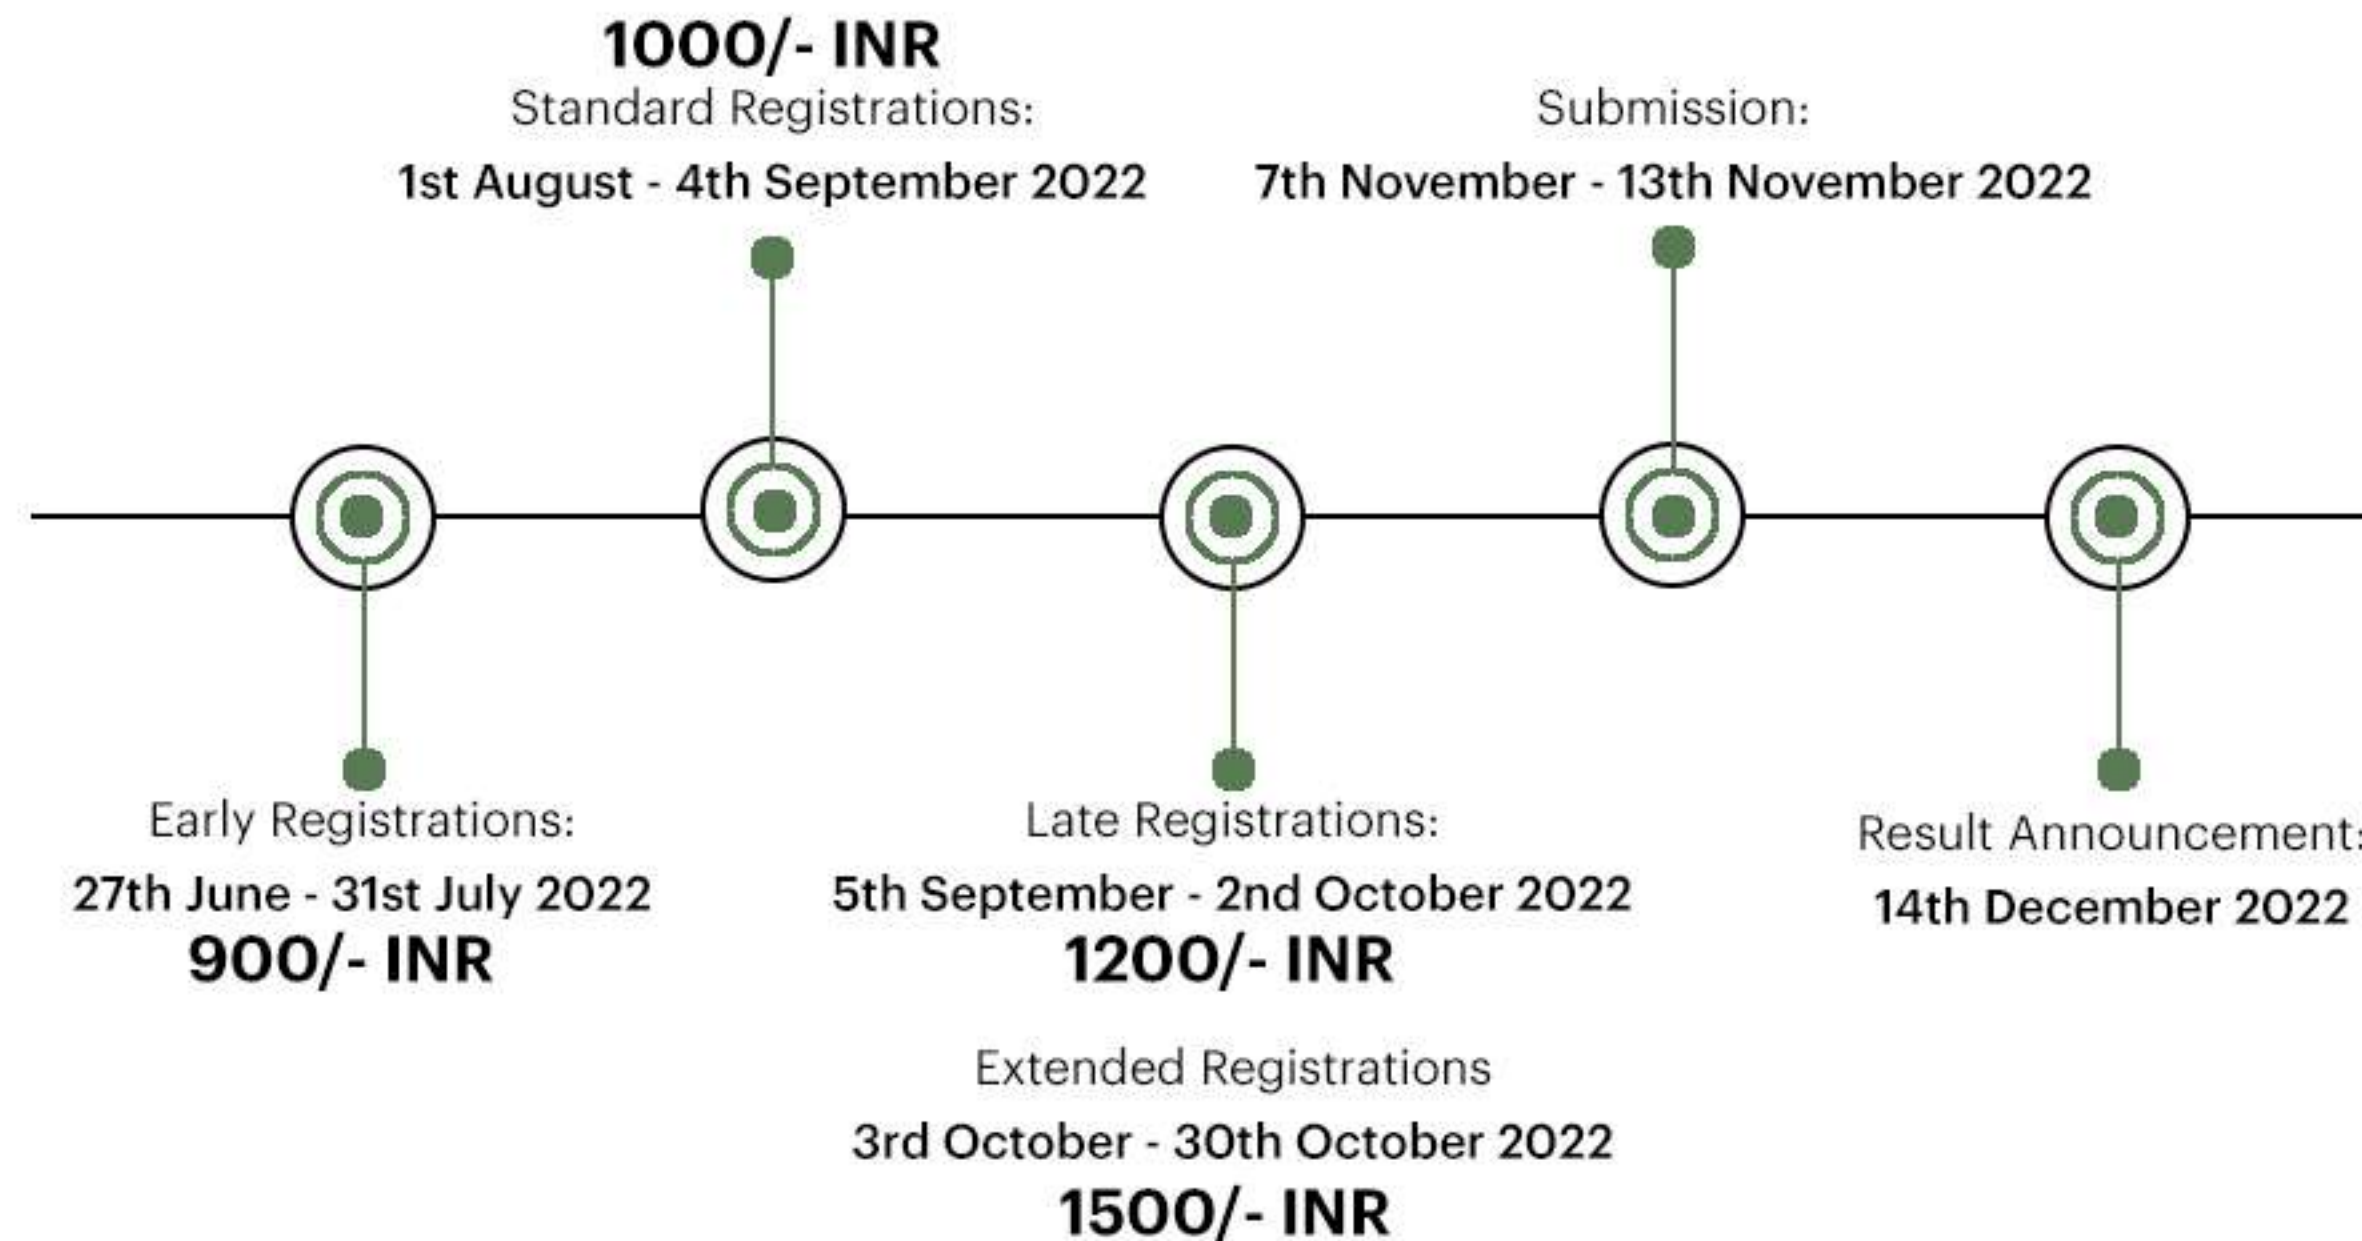 1000/- INR
Standard Registrations:
1st August - 4th September 2022
Submission:
7th November - 13th November 2022
Early Registrations:
27th June - 31st July 2022
900/- INR
Late Registrations:
5th September - 2nd October 2022
1200/- INR
Extended Registrations
3rd October - 30th October 2022
1500/- INR
Result Announcement:
14th December 2022